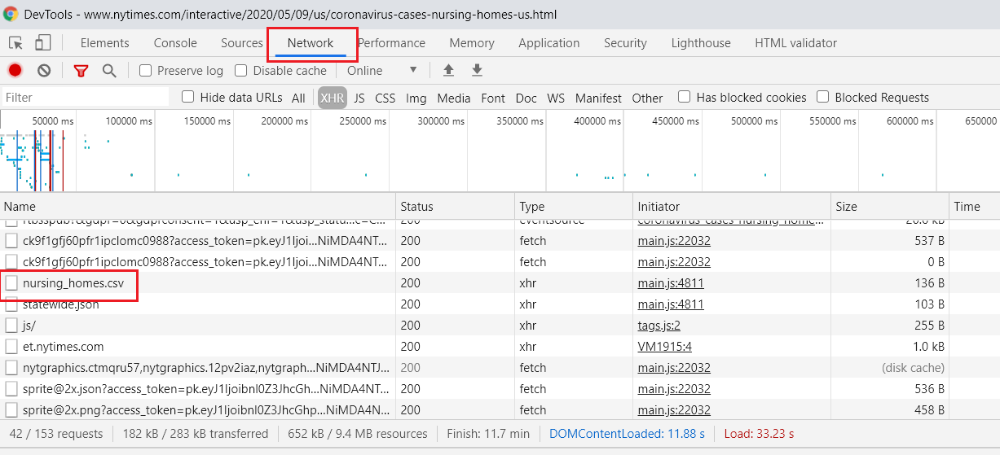 DevTools - www.nytimes.com/interactive/2020/05/09/us/coronavirus-cases-nursing-homes-us.html
Elements Console Sources Network Performance Memory Application Security Lighthouse HTML validator
Preserve log Disable cache Online ▼
Filter Hide data URLs All XHR JS CSS Img Media Font Doc WS Manifest Other Has blocked cookies Blocked Requests
50000 ms 100000 ms 150000 ms 200000 ms 250000 ms 300000 ms 350000 ms 400000 ms 450000 ms 500000 ms 550000 ms 600000 ms 650000
Name Status Type Initiator Size Time
200 eventsource coronavirus-cases-nursing-home... 20.0 kB
ck9f1gfj60pfr1ipclomc0988?access_token=pk.eyJ1Ijoi...NiMDA4NT... 200 fetch main.js:22032 537 B
ck9f1gfj60pfr1ipclomc0988?access_token=pk.eyJ1Ijoi...NiMDA4NT... 200 fetch main.js:22032 0 B
nursing_homes.csv 200 xhr main.js:4811 136 B
statewide.json 200 xhr main.js:4811 103 B
js/ 200 xhr tags.js:2 255 B
et.nytimes.com 200 xhr VM1915:4 1.0 kB
nytgraphics.ctmqru57,nytgraphics.12pv2iaz,nytgraph...NiMDA4NTJ... 200 fetch main.js:22032 (disk cache)
sprite@2x.json?access_token=pk.eyJ1Ijoibnl0Z3JhcGh...NiMDA4NT... 200 fetch main.js:22032 536 B
sprite@2x.png?access_token=pk.eyJ1Ijoibnl0Z3JhcGhp...NiMDA4N... 200 fetch main.js:22032 458 B
42 / 153 requests 182 kB / 283 kB transferred 652 kB / 9.4 MB resources Finish: 11.7 min DOMContentLoaded: 11.88 s Load: 33.23 s